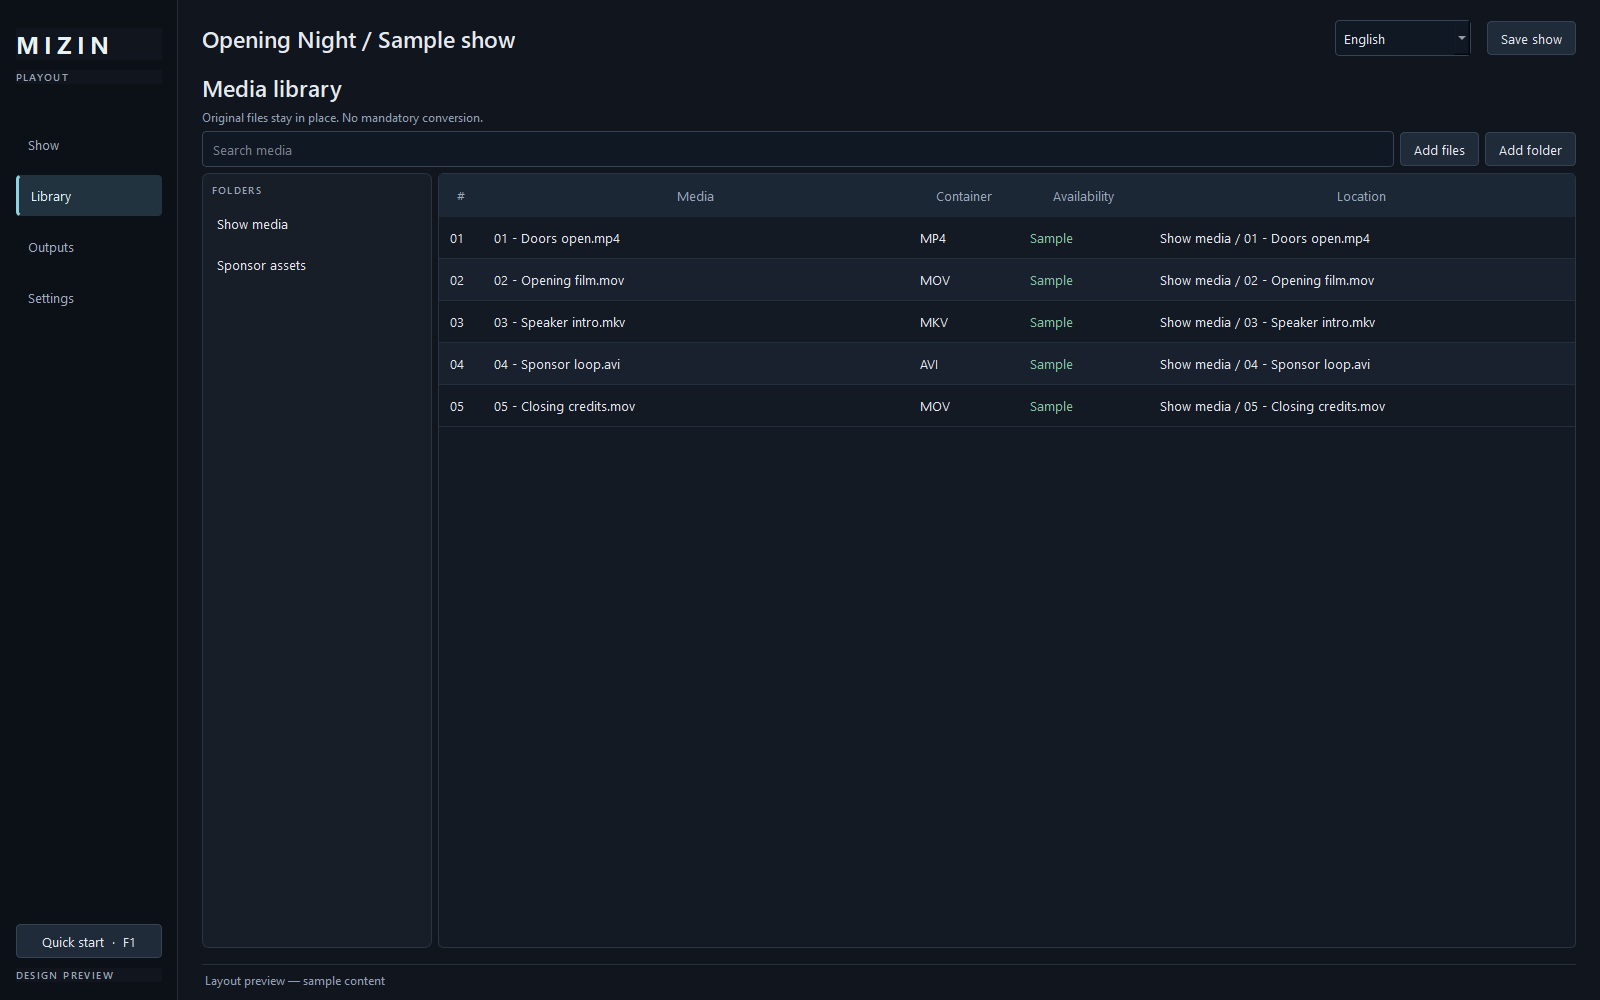 MIZIN
PLAYOUT
Show
Library
Outputs
Settings
Quick start · F1
DESIGN PREVIEW
Opening Night / Sample show
English
Save show
Media library
Original files stay in place. No mandatory conversion.
Search media
Add files
Add folder
FOLDERS
Show media
Sponsor assets
# Media Container Availability Location
01 01 - Doors open.mp4 MP4 Sample Show media / 01 - Doors open.mp4
02 02 - Opening film.mov MOV Sample Show media / 02 - Opening film.mov
03 03 - Speaker intro.mkv MKV Sample Show media / 03 - Speaker intro.mkv
04 04 - Sponsor loop.avi AVI Sample Show media / 04 - Sponsor loop.avi
05 05 - Closing credits.mov MOV Sample Show media / 05 - Closing credits.mov
Layout preview — sample content